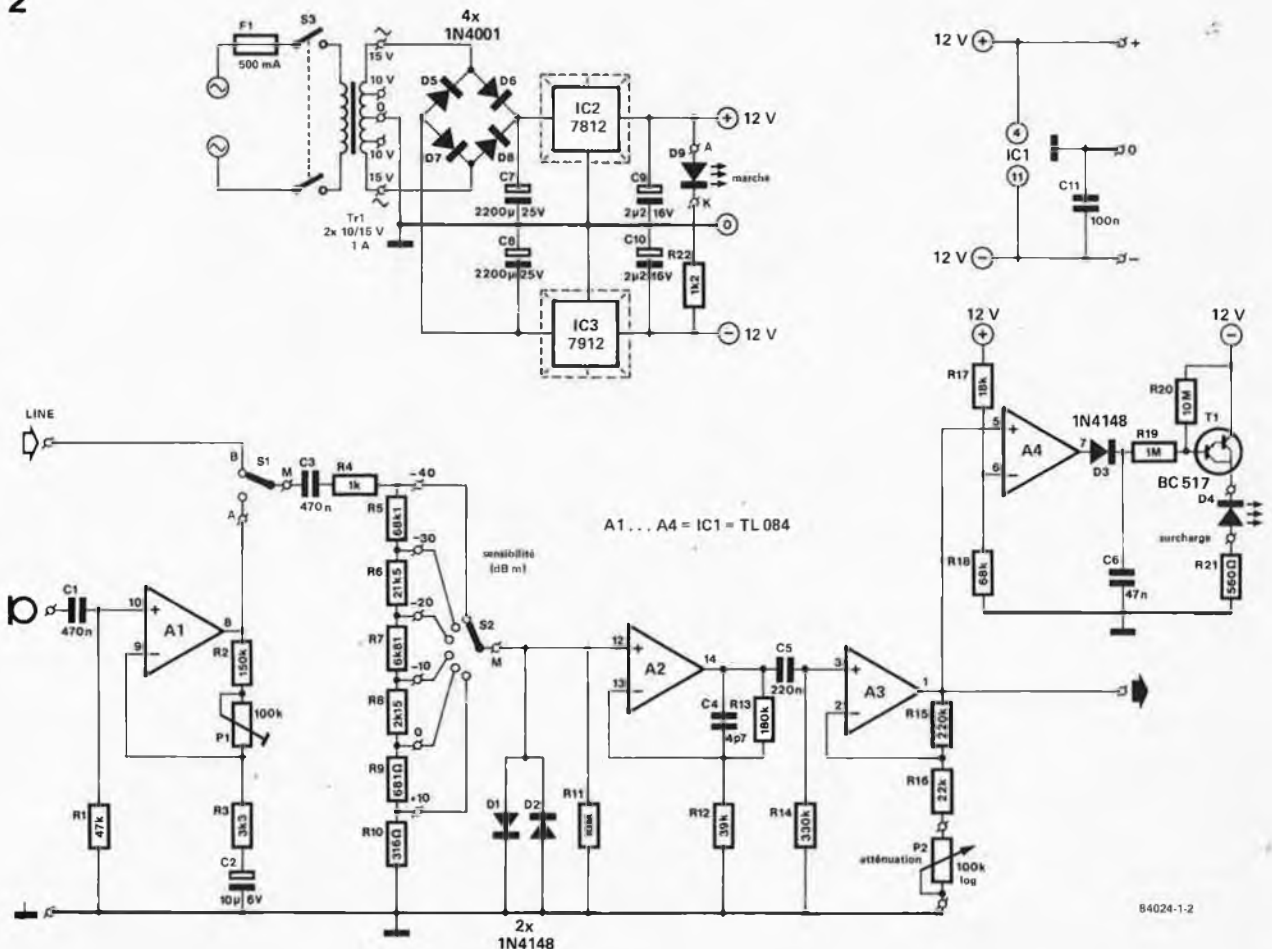 2
F1
500 mA
S3
15 V
10 V
0
10 V
15 V
Tr1
2x 10/15 V
1 A
4x
1N4001
D5
D6
D7
D8
C7
2200µ 25V
C8
2200µ 25V
IC2
7812
IC3
7912
C9
2µ2 16V
C10
2µ2 16V
D9
A
K
marche
R22
1k2
+ 12 V
0
− 12 V
12 V +
+
4
IC1
11
0
C11
100n
12 V −
−
LINE
B
S1
M
A
C3
470n
R4
1k
−40
R5
68k1
−30
R6
21k5
−20
R7
6k81
−10
R8
2k15
0
R9
681Ω
+10
R10
316Ω
sensibilité
(dB m)
S2
M
C1
470n
R1
47k
10
+
9
−
A1
8
R2
150k
100k
P1
R3
3k3
C2
10µ 6V
D1
D2
2x
1N4148
R11
A1 . . . A4 = IC1 = TL 084
12
+
13
−
A2
14
C4
4p7
R13
180k
R12
39k
C5
220n
R14
330k
3
+
2
−
A3
1
R15
220k
R16
22k
P2
100k
log
atténuation
12 V
+
R17
18k
R18
68k
5
+
6
−
A4
7
1N4148
D3
R19
1M
C6
47n
R20
10M
12 V
−
T1
BC 517
D4
surcharge
R21
560Ω
84024-1-2